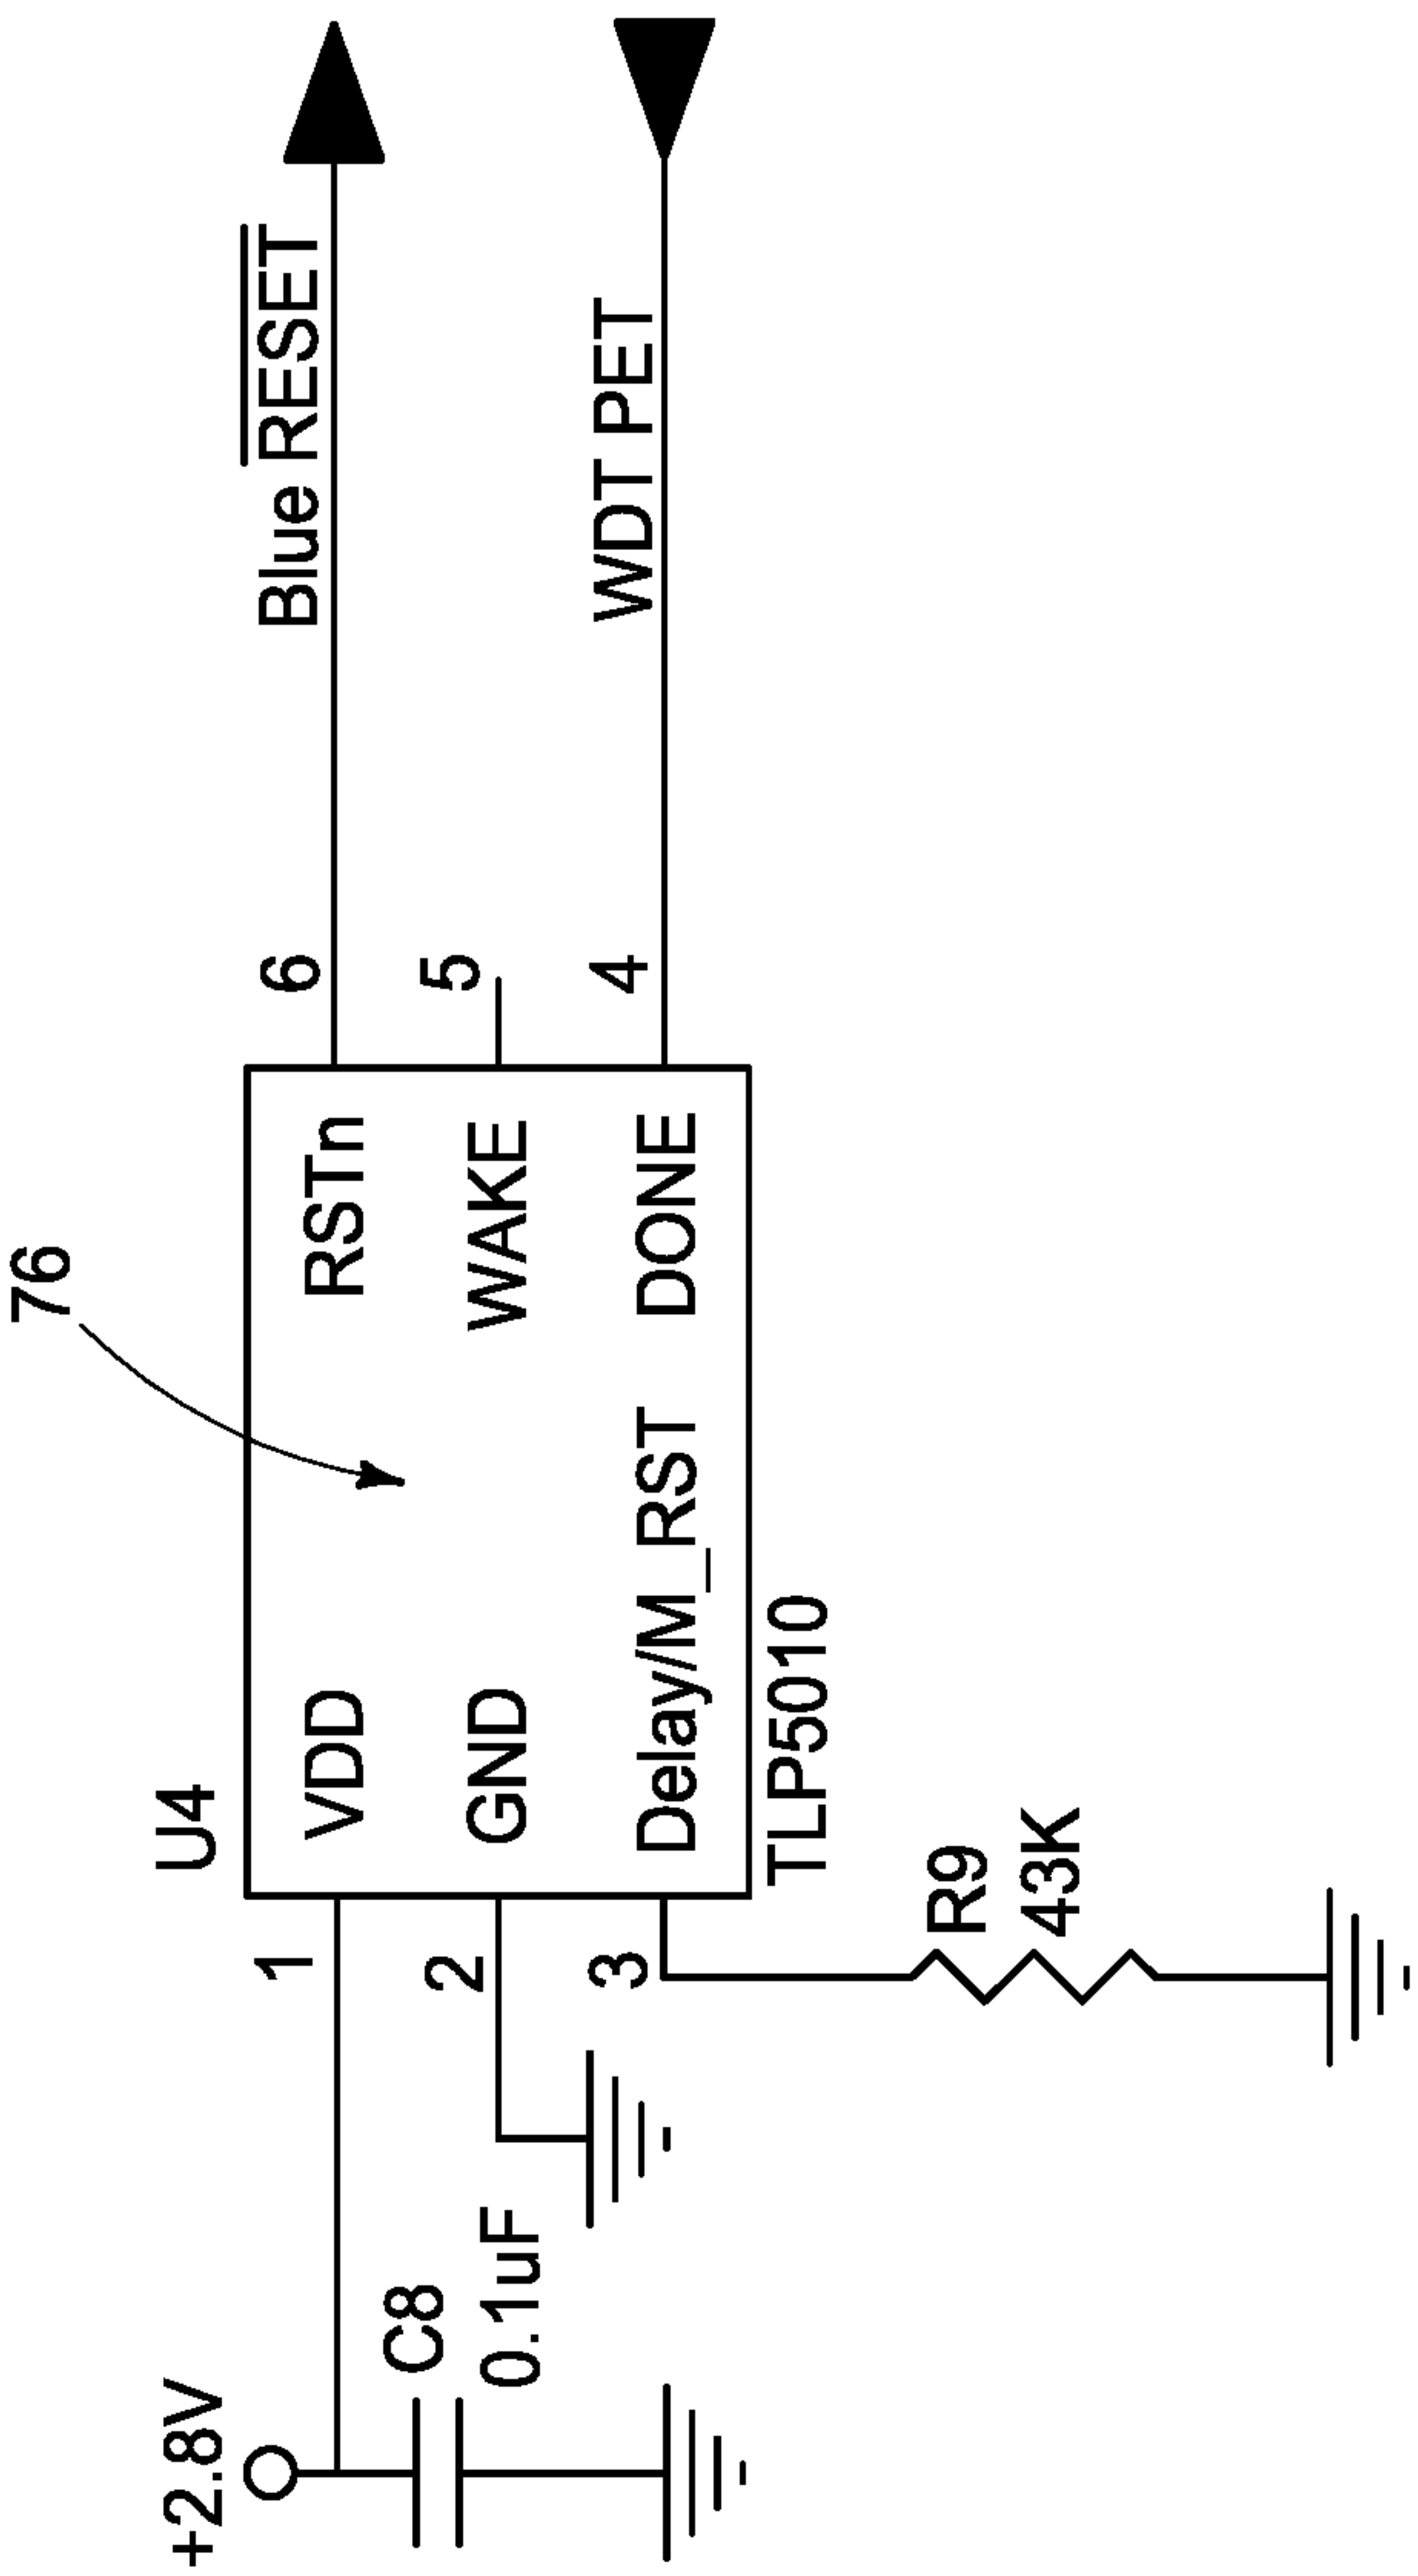 76
U4
+2.8V
1
VDD
RSTn
6
Blue RESET
C8
0.1uF
2
GND
WAKE
5
3
Delay/M_RST
DONE
4
WDT PET
TLP5010
R9
43K